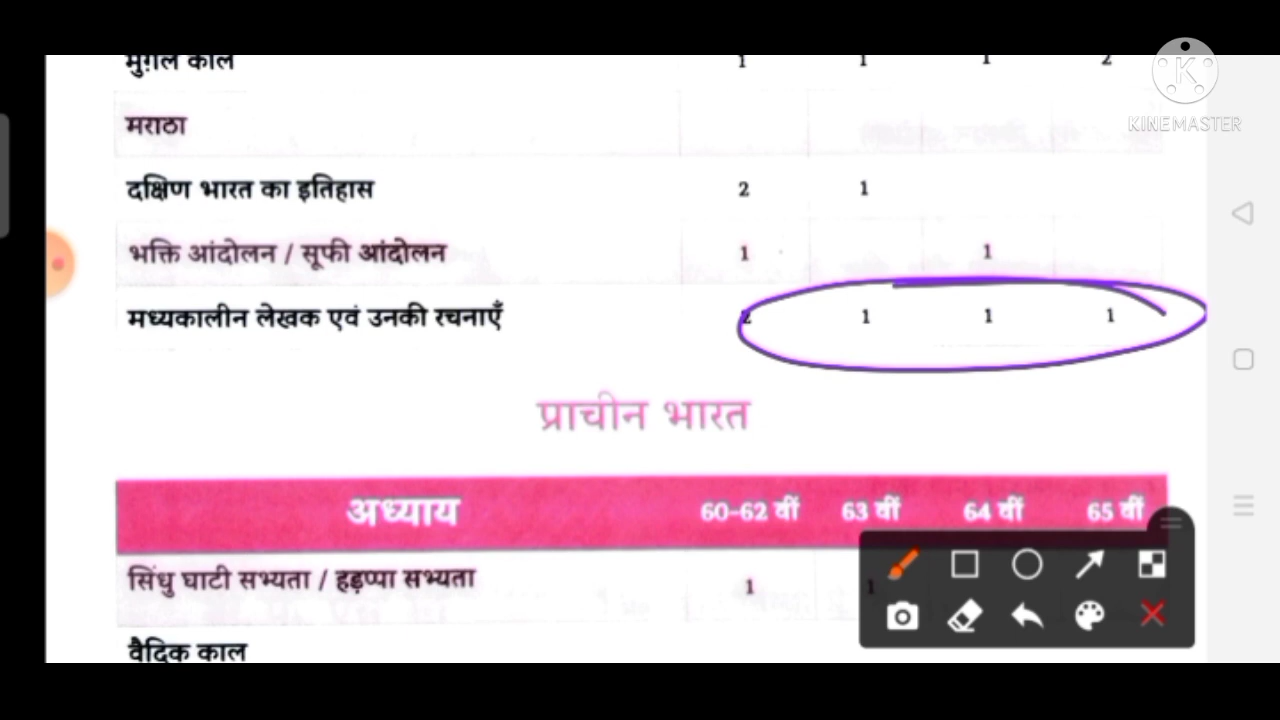 मुग़ल काल 1 1 1 2
KINEMASTER
मराठा
दक्षिण भारत का इतिहास 2 1
भक्ति आंदोलन / सूफी आंदोलन 1 1
मध्यकालीन लेखक एवं उनकी रचनाएँ 2 1 1 1
प्राचीन भारत
अध्याय 60-62 वीं 63 वीं 64 वीं 65 वीं
सिंधु घाटी सभ्यता / हड़प्पा सभ्यता 1 1
वैदिक काल